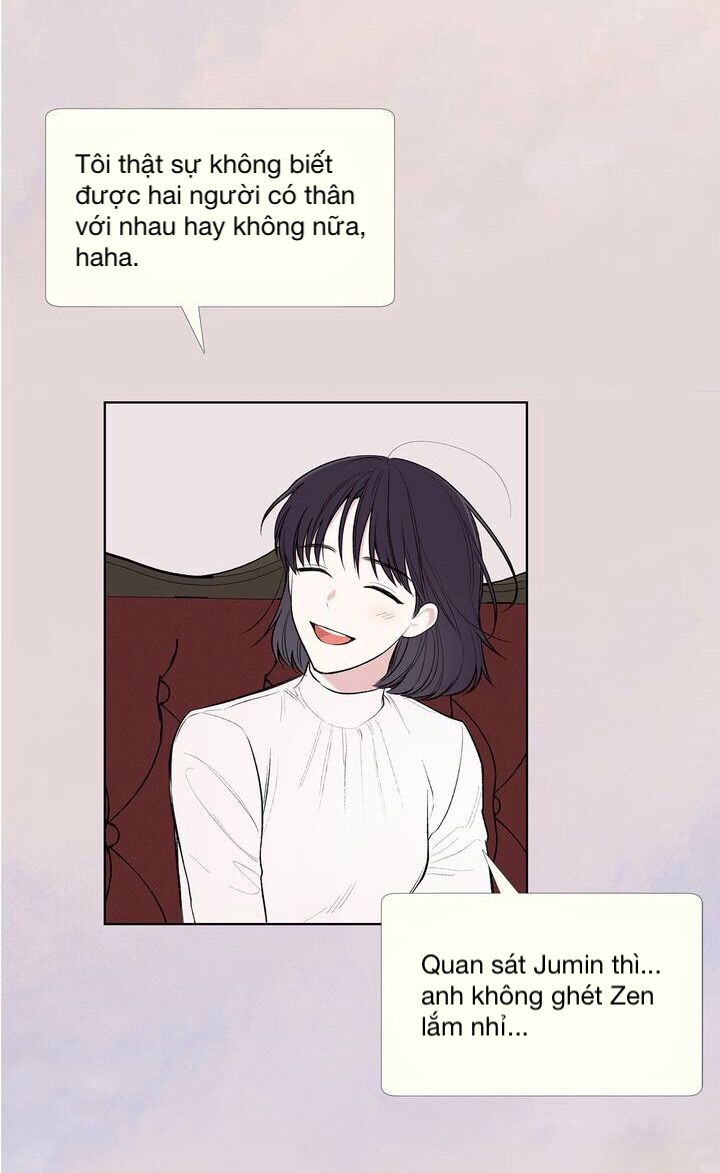 Tôi thật sự không biết
được hai người có thân
với nhau hay không nữa,
haha.
Quan sát Jumin thì...
anh không ghét Zen
lắm nhỉ...